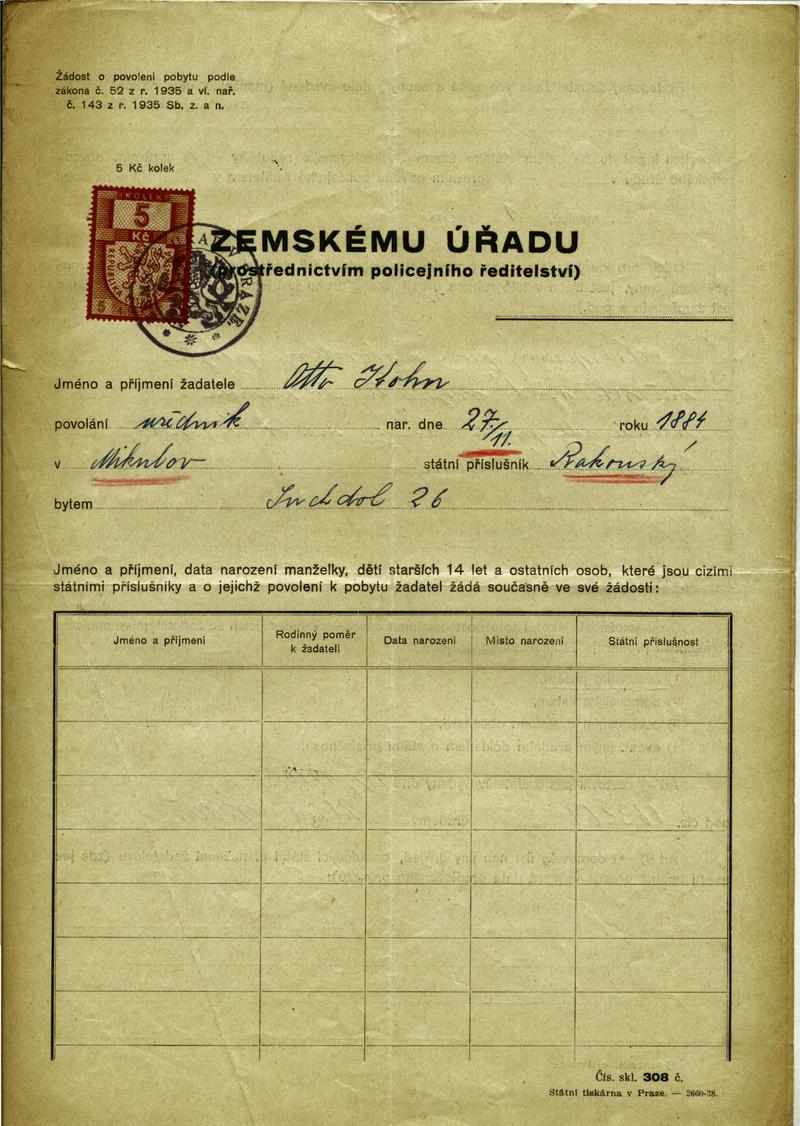 Žádost o povolení pobytu podle
zákona č. 52 z r. 1935 a vl. nař.
č. 143 z r. 1935 Sb. z. a n.
5 Kč kolek
KOLEK
5
Kč
ZEMSKÉMU ÚŘADU
(prostřednictvím policejního ředitelství)
Jméno a příjmení žadatele Otto Kohn
povolání uředník nar. dne 27/11. roku 1884
v Mikulov státní příslušník Rakouský
bytem Suchdol 26
Jméno a příjmení, data narození manželky, dětí starších 14 let a ostatních osob, které jsou cizími
státními příslušníky a o jejichž povolení k pobytu žadatel žádá současně ve své žádosti:
Jméno a příjmení Rodinný poměr k žadateli Data narození Místo narození Státní příslušnost
Čís. skl. 308 č.
Státní tiskárna v Praze. — 2660-38.